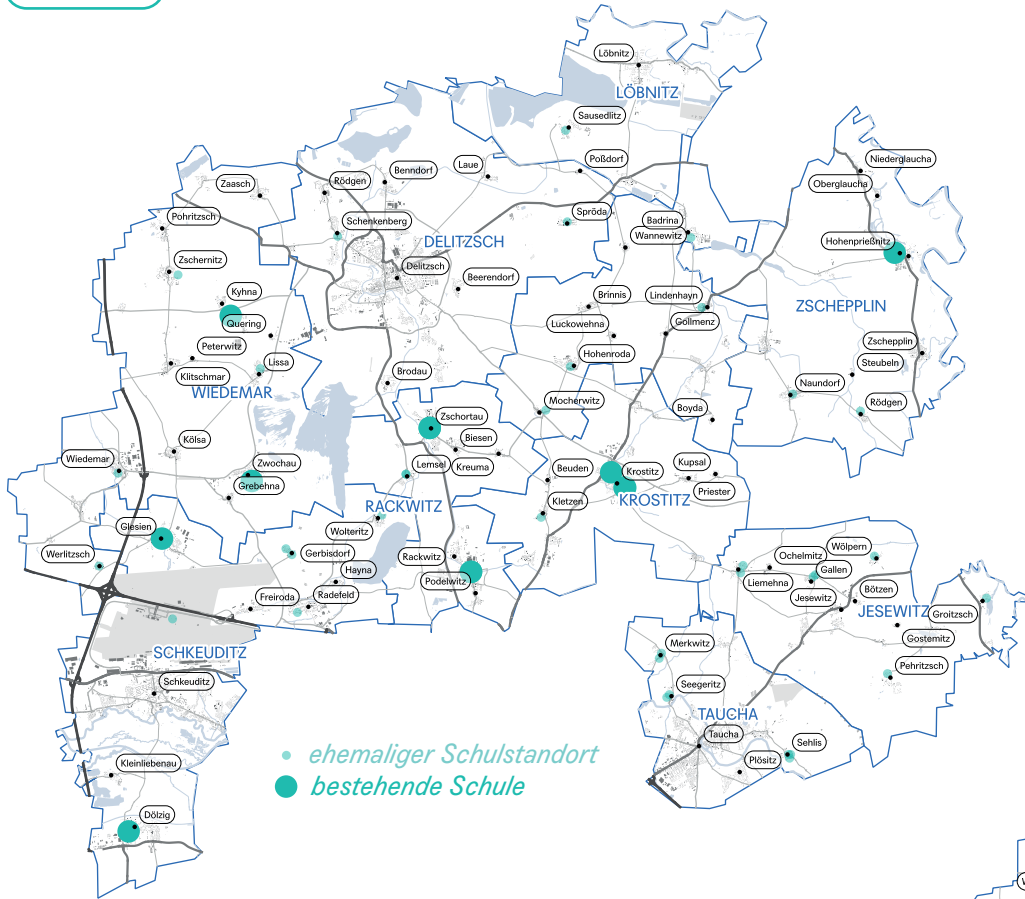 Löbnitz
LÖBNITZ
Sausedlitz
Niederglaucha
Poßdorf
Laue
Benndorf
Rödgen
Zaasch
Oberglaucha
Spröda
Pohritzsch
Schenkenberg
Badrina
Wannewitz
DELITZSCH
Hohenprießnitz
Zschernitz
Delitzsch
Beerendorf
Kyhna
Brinnis
Lindenhayn
ZSCHEPPLIN
Quering
Luckowehna
Göllmenz
Peterwitz
Hohenroda
Zschepplin
Lissa
Steubeln
Klitschmar
Brodau
Naundorf
WIEDEMAR
Mocherwitz
Boyda
Rödgen
Zschortau
Kölsa
Biesen
Wiedemar
Zwochau
Lemsel
Kreuma
Beuden
Krostitz
Kupsal
Grebehna
Priester
RACKWITZ
Kletzen
KROSTITZ
Glesien
Wolteritz
Wölpern
Werlitzsch
Gerbisdorf
Rackwitz
Ochelmitz
Hayna
Gallen
Podelwitz
Liemehna
Freiroda
Radefeld
Jesewitz
Bötzen
JESEWITZ
Groitzsch
Gostemitz
SCHKEUDITZ
Merkwitz
Pehritzsch
Schkeuditz
Seegeritz
TAUCHA
Taucha
Sehlis
ehemaliger Schulstandort
Kleinliebenau
Plösitz
bestehende Schule
Dölzig